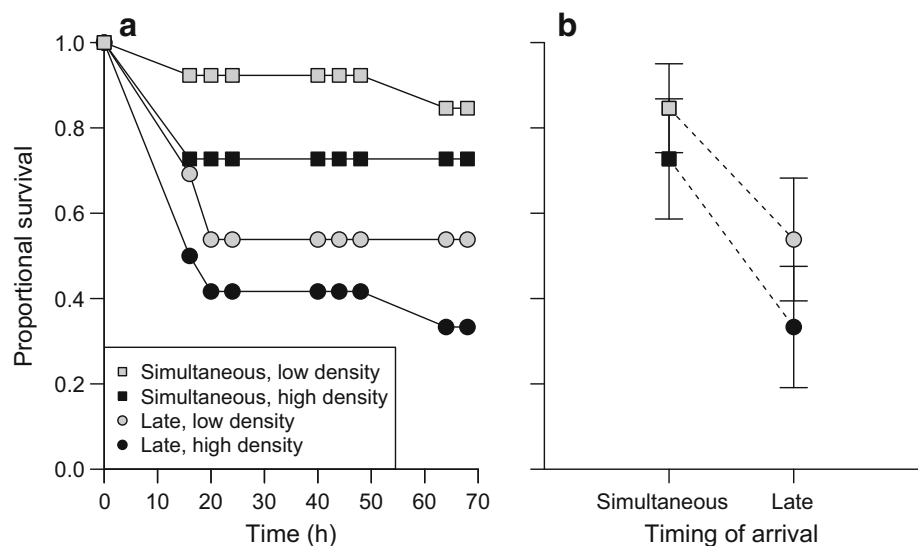 a
b
Proportional survival
1.0
0.8
0.6
0.4
0.2
0.0
Simultaneous, low density
Simultaneous, high density
Late, low density
Late, high density
0 10 20 30 40 50 60 70
Time (h)
Simultaneous Late
Timing of arrival